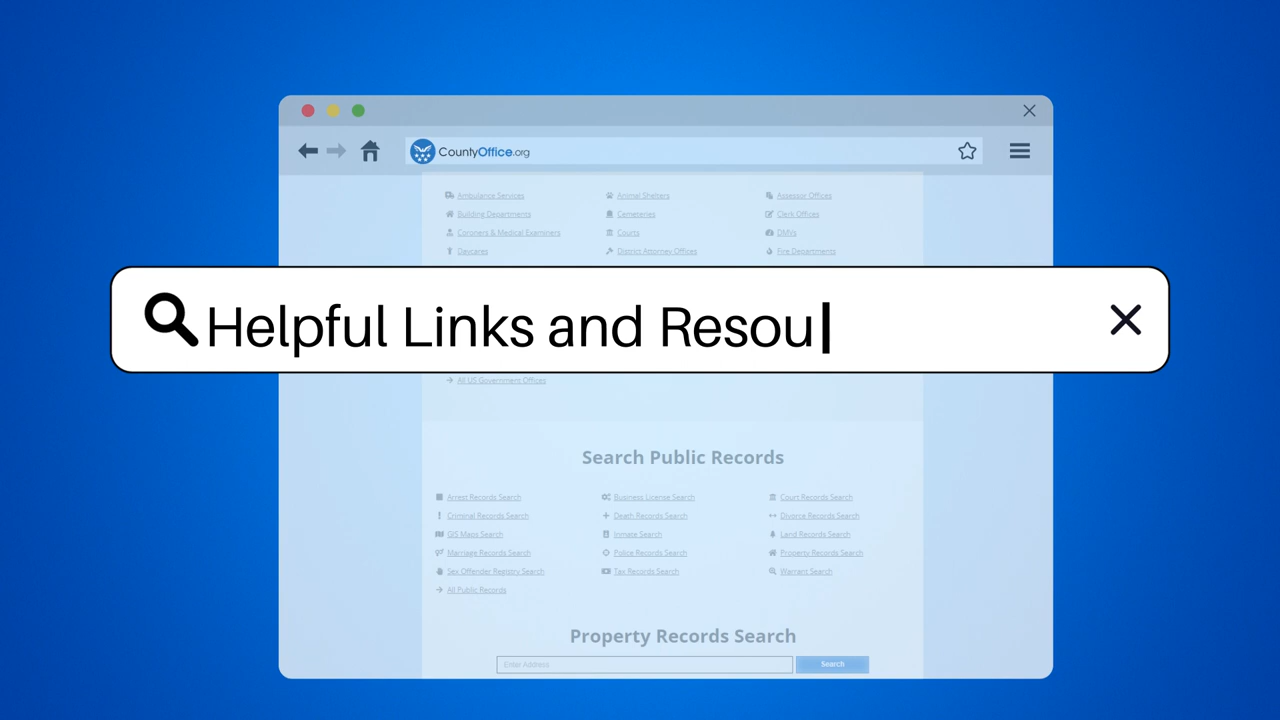 CountyOffice.org
Ambulance Services Animal Shelters Assessor Offices
Building Departments Cemeteries Clerk Offices
Coroners & Medical Examiners Courts DMVs
Daycares District Attorney Offices Fire Departments
Helpful Links and Resou
All US Government Offices
Search Public Records
Arrest Records Search Business License Search Court Records Search
Criminal Records Search Death Records Search Divorce Records Search
GIS Maps Search Inmate Search Land Records Search
Marriage Records Search Police Records Search Property Records Search
Sex Offender Registry Search Tax Records Search Warrant Search
All Public Records
Property Records Search
Enter Address Search